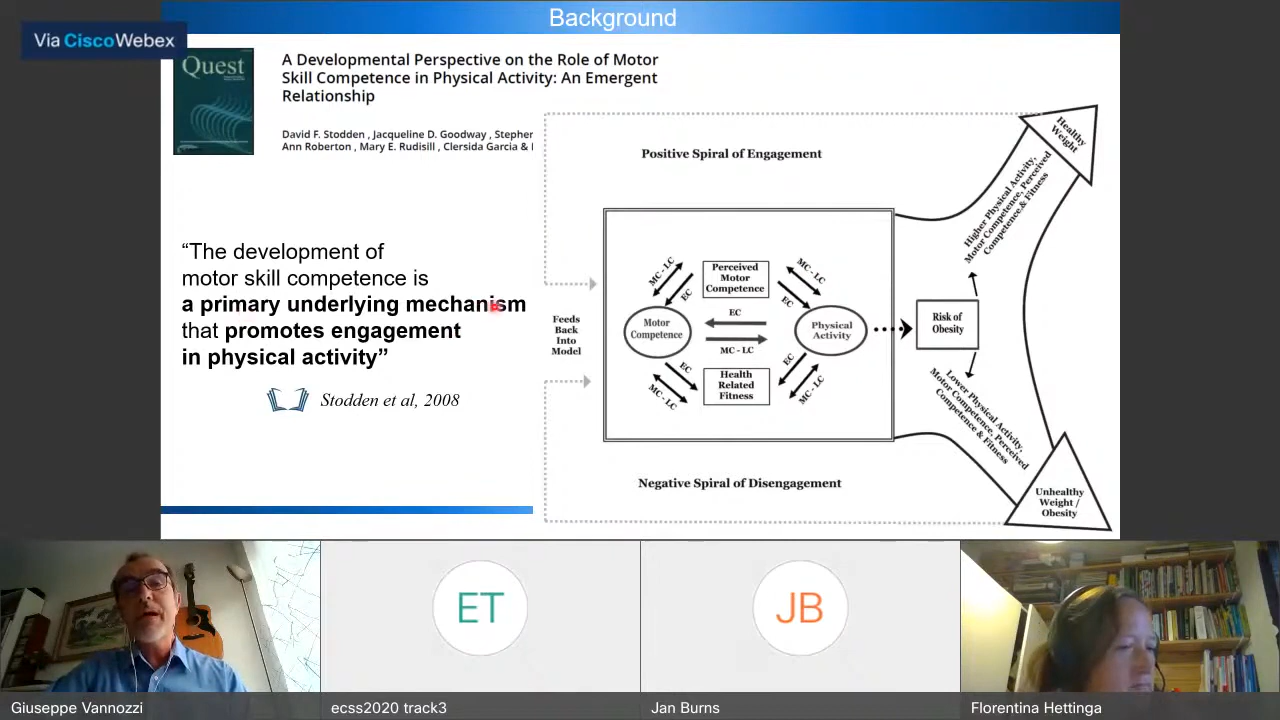 Background
Via Cisco Webex
Quest
A Developmental Perspective on the Role of Motor
Skill Competence in Physical Activity: An Emergent
Relationship
David F. Stodden , Jacqueline D. Goodway , Stephen
Ann Roberton , Mary E. Rudisill , Clersida Garcia &
“The development of
motor skill competence is
a primary underlying mechanism
that promotes engagement
in physical activity”
Stodden et al, 2008
Positive Spiral of Engagement
Feeds
Back
Into
Model
MC - LC
EC
Perceived
Motor
Competence
MC - LC
EC
Motor
Competence
EC
MC - LC
Physical
Activity
EC
MC - LC
Health
Related
Fitness
EC
MC - LC
Risk of
Obesity
Healthy
Weight
Higher Physical Activity,
Motor Competence, Perceived
Competence & Fitness
Lower Physical Activity,
Motor Competence, Perceived
Competence & Fitness
Unhealthy
Weight /
Obesity
Negative Spiral of Disengagement
ET
JB
Giuseppe Vannozzi
ecss2020 track3
Jan Burns
Florentina Hettinga